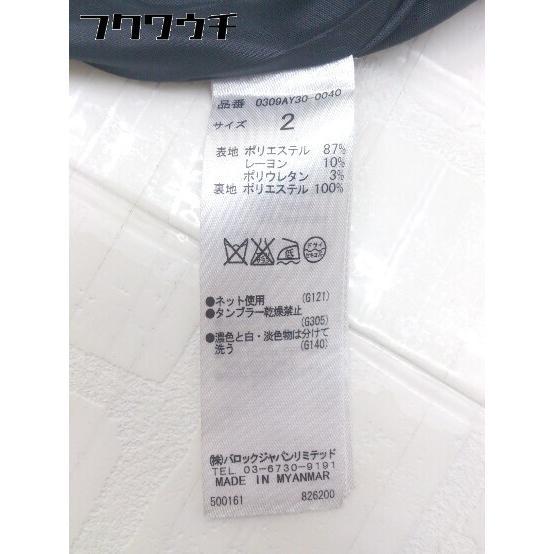 フクワウチ
品番 0309AY30-0040
サイズ 2
表地 ポリエステル 87%
レーヨン 10%
ポリウレタン 3%
裏地 ポリエステル 100%
低
●ネット使用 (G121)
●タンブラー乾燥禁止
(G305)
●濃色と白・淡色物は分けて
洗う (G140)
(株)バロックジャパンリミテッド
TEL 03-6730-9191
MADE IN MYANMAR
500161 826200